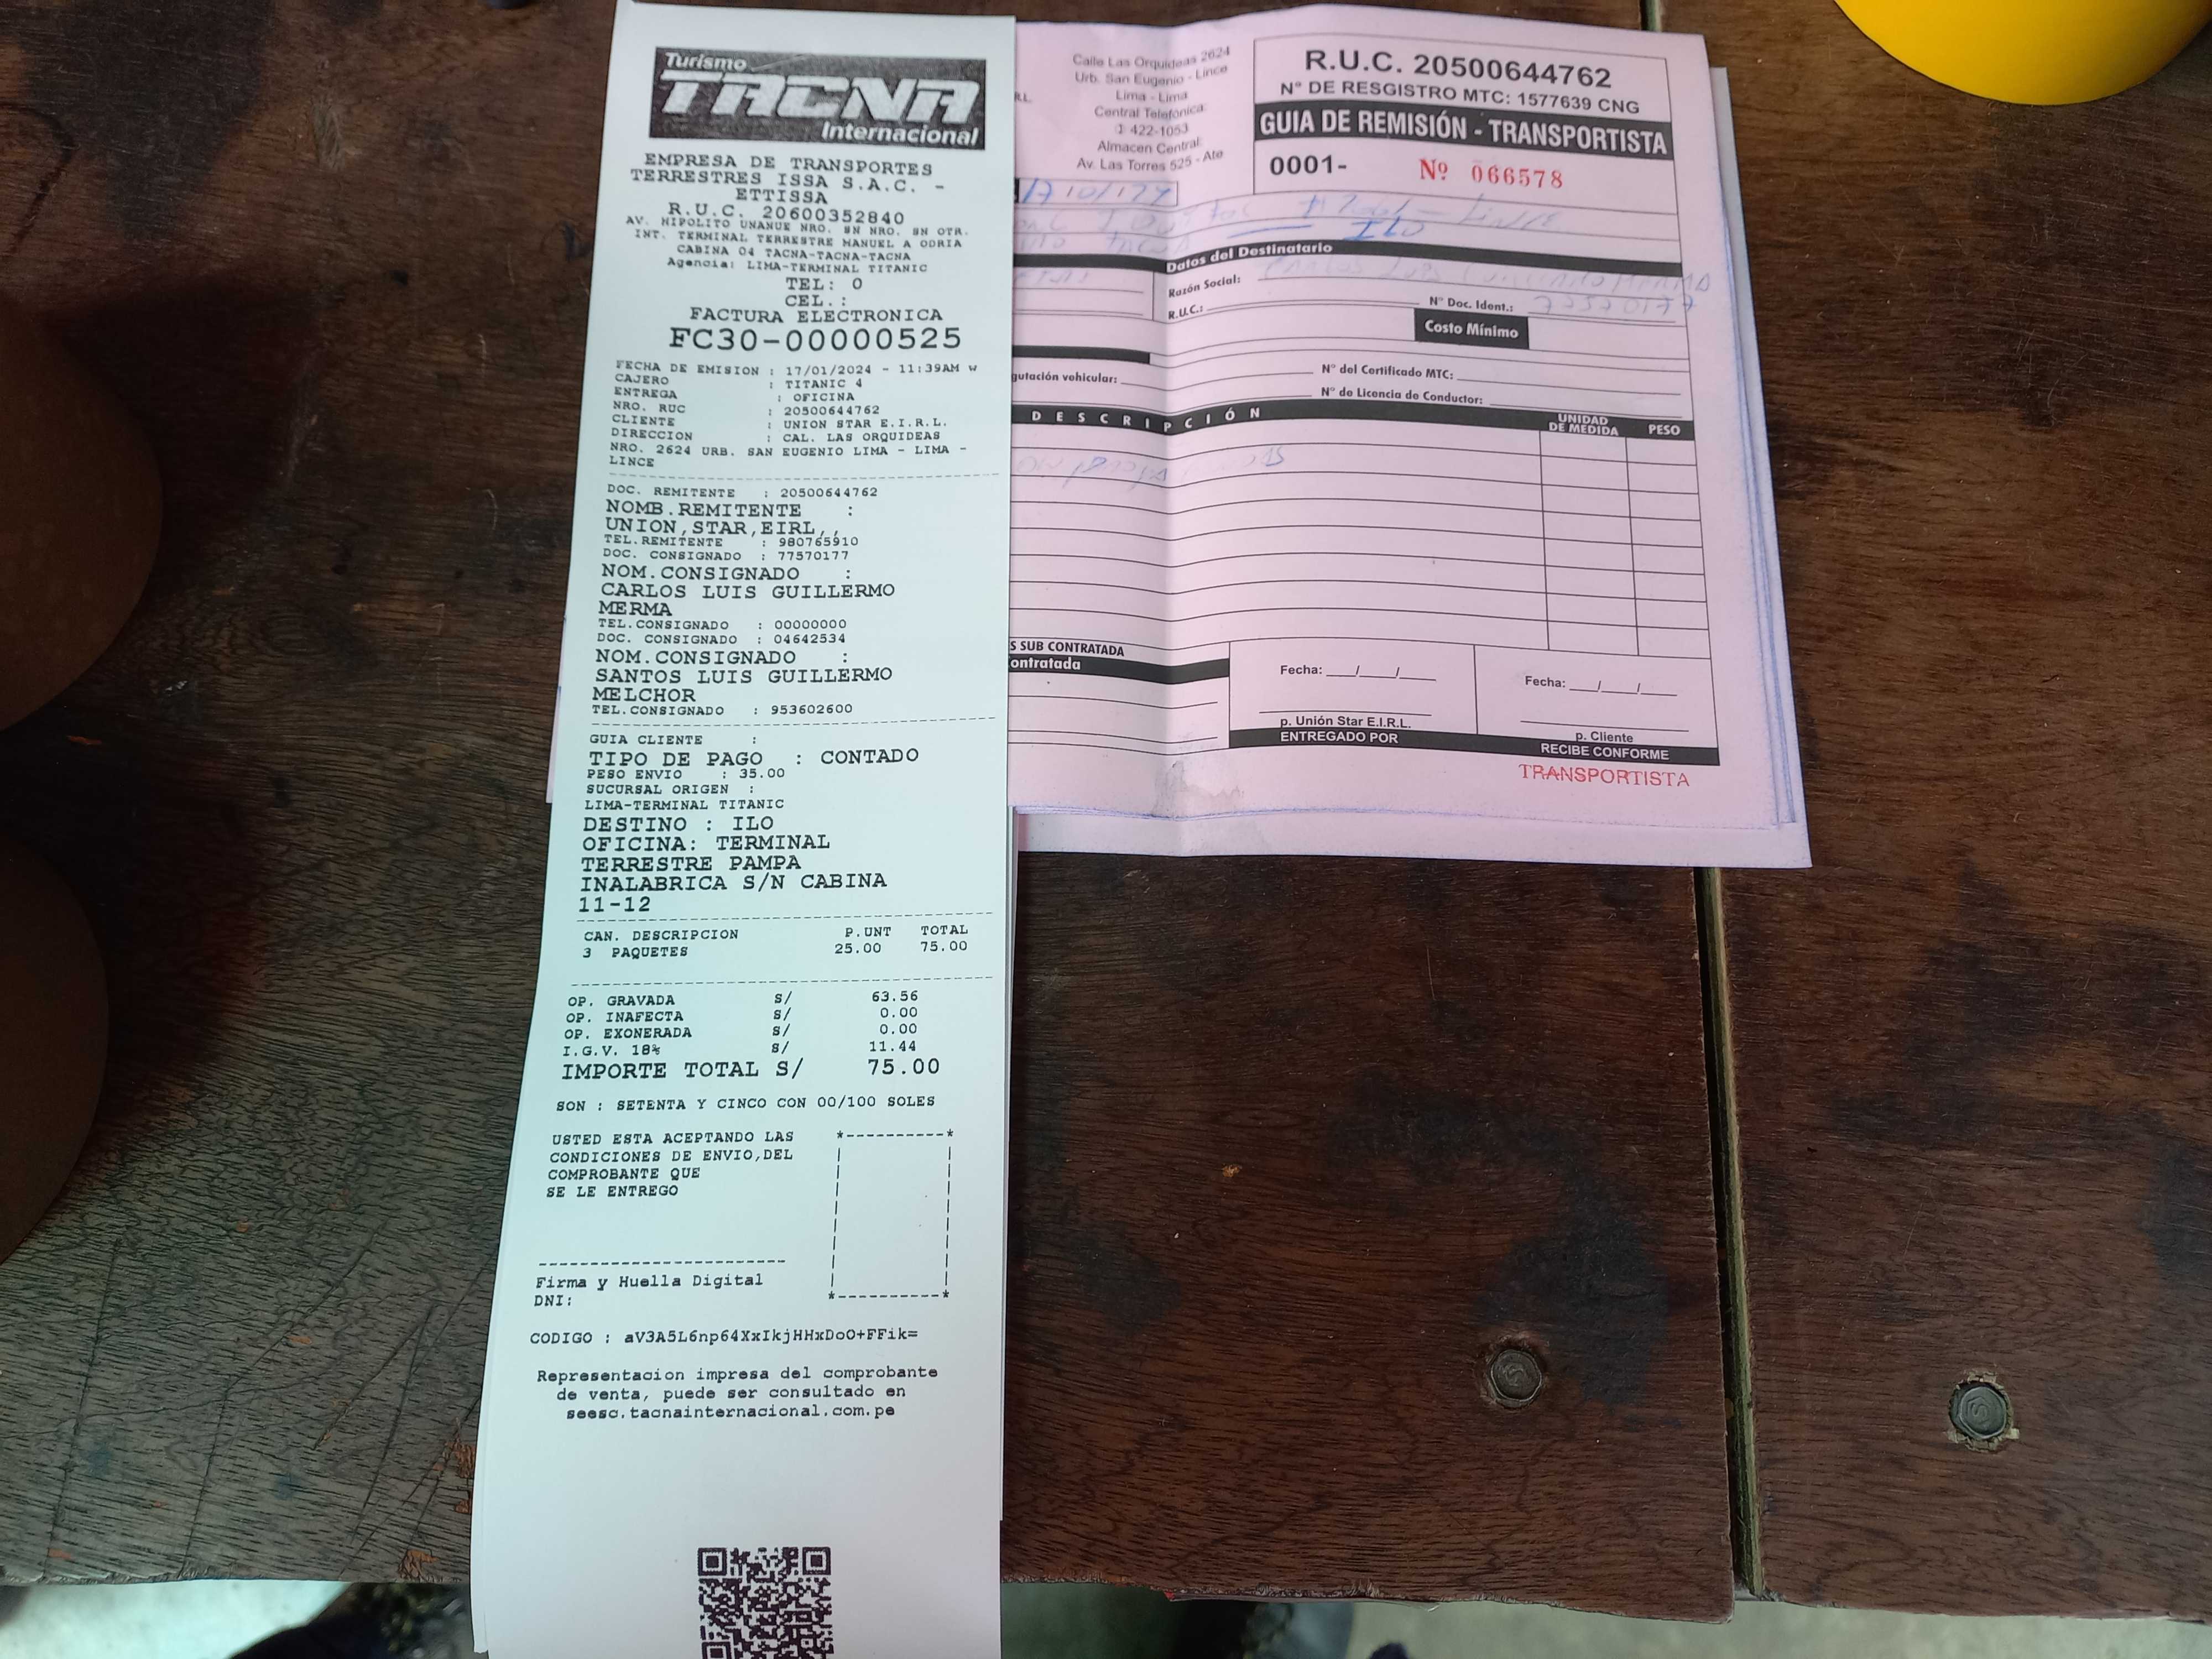 Turismo
TACNA
Internacional
EMPRESA DE TRANSPORTES
TERRESTRES ISSA S.A.C. -
ETTISSA
R.U.C. 20600352840
AV. HIPOLITO UNANUE NRO. SN NRO. SN OTR.
INT. TERMINAL TERRESTRE MANUEL A ODRIA
CABINA 04 TACNA-TACNA-TACNA
Agencia: LIMA-TERMINAL TITANIC
TEL: 0
CEL.:
FACTURA ELECTRONICA
FC30-00000525
FECHA DE EMISION : 17/01/2024 - 11:39AM w
CAJERO : TITANIC 4
ENTREGA : OFICINA
NRO. RUC : 20500644762
CLIENTE : UNION STAR E.I.R.L.
DIRECCION : CAL. LAS ORQUIDEAS
NRO. 2624 URB. SAN EUGENIO LIMA - LIMA -
LINCE
DOC. REMITENTE : 20500644762
NOMB.REMITENTE :
UNION,STAR,EIRL,,
TEL.REMITENTE : 980765910
DOC. CONSIGNADO : 77570177
NOM.CONSIGNADO :
CARLOS LUIS GUILLERMO
MERMA
TEL.CONSIGNADO : 00000000
DOC. CONSIGNADO : 04642534
NOM.CONSIGNADO :
SANTOS LUIS GUILLERMO
MELCHOR
TEL.CONSIGNADO : 953602600
GUIA CLIENTE :
TIPO DE PAGO : CONTADO
PESO ENVIO : 35.00
SUCURSAL ORIGEN :
LIMA-TERMINAL TITANIC
DESTINO : ILO
OFICINA: TERMINAL
TERRESTRE PAMPA
INALABRICA S/N CABINA
11-12
CAN. DESCRIPCION P.UNT TOTAL
3 PAQUETES 25.00 75.00
OP. GRAVADA S/ 63.56
OP. INAFECTA S/ 0.00
OP. EXONERADA S/ 0.00
I.G.V. 18% S/ 11.44
IMPORTE TOTAL S/ 75.00
SON : SETENTA Y CINCO CON 00/100 SOLES
USTED ESTA ACEPTANDO LAS
CONDICIONES DE ENVIO,DEL
COMPROBANTE QUE
SE LE ENTREGO
Firma y Huella Digital
DNI:
CODIGO : aV3A5L6np64XxIkjHHxDoO+FFik=
Representacion impresa del comprobante
de venta, puede ser consultado en
seesc.tacnainternacional.com.pe
Calle Las Orquideas 2624
Urb. San Eugenio - Lince
Lima - Lima
Central Telefonica:
422-1053
Almacen Central:
Av. Las Torres 525 - Ate
R.U.C. 20500644762
N° DE RESGISTRO MTC: 1577639 CNG
GUIA DE REMISIÓN - TRANSPORTISTA
0001- Nº 066578
ILO
Datos del Destinatario
Razón Social:
R.U.C.: N° Doc. Ident.:
Costo Mínimo
gutación vehicular: N° del Certificado MTC:
N° de Licencia de Conductor:
DESCRIPCIÓN UNIDAD DE MEDIDA PESO
S SUB CONTRATADA
ontratada
Fecha: ___/___/___
p. Unión Star E.I.R.L.
ENTREGADO POR
Fecha: ___/___/___
p. Cliente
RECIBE CONFORME
TRANSPORTISTA